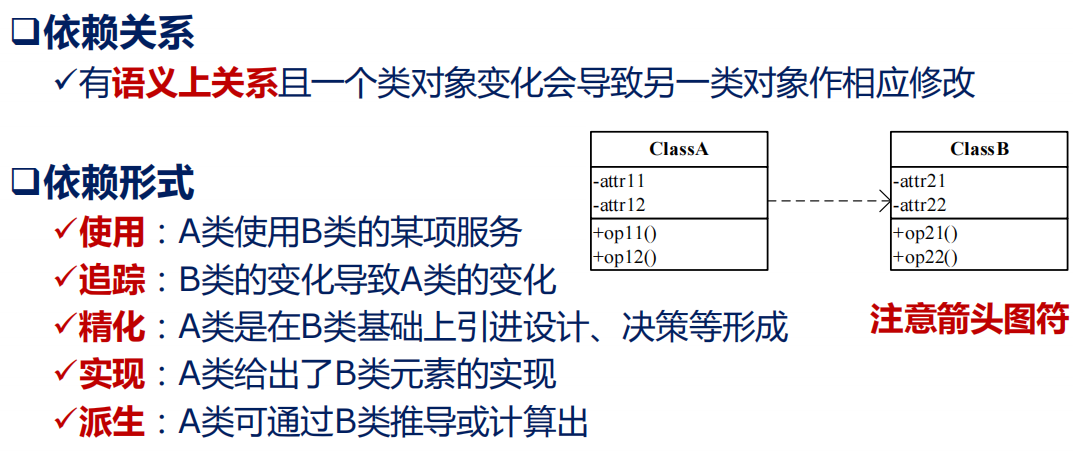 ❑依赖关系
✓有语义上关系且一个类对象变化会导致另一类对象作相应修改
❑依赖形式
✓使用：A类使用B类的某项服务
✓追踪：B类的变化导致A类的变化
✓精化：A类是在B类基础上引进设计、决策等形成
✓实现：A类给出了B类元素的实现
✓派生：A类可通过B类推导或计算出
ClassA
-attr11
-attr12
+op11()
+op12()
ClassB
-attr21
-attr22
+op21()
+op22()
注意箭头图符